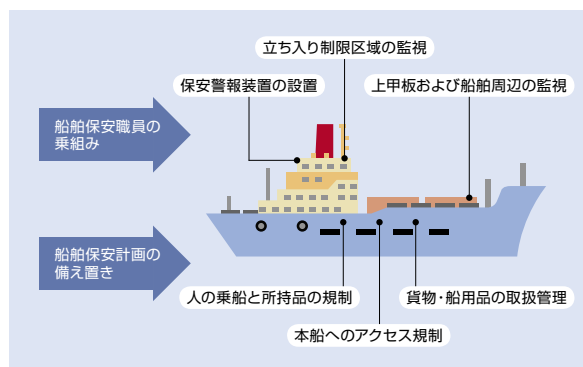 立ち入り制限区域の監視
保安警報装置の設置
上甲板および船舶周辺の監視
船舶保安職員の
乗組み
船舶保安計画の
備え置き
人の乗船と所持品の規制
貨物・船用品の取扱管理
本船へのアクセス規制